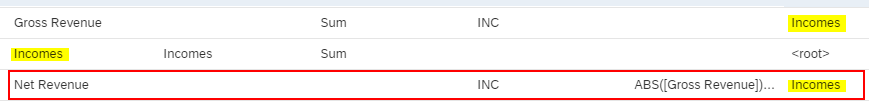 Gross Revenue Sum INC Incomes
Incomes Incomes Sum <root>
Net Revenue INC ABS([Gross Revenue])... Incomes